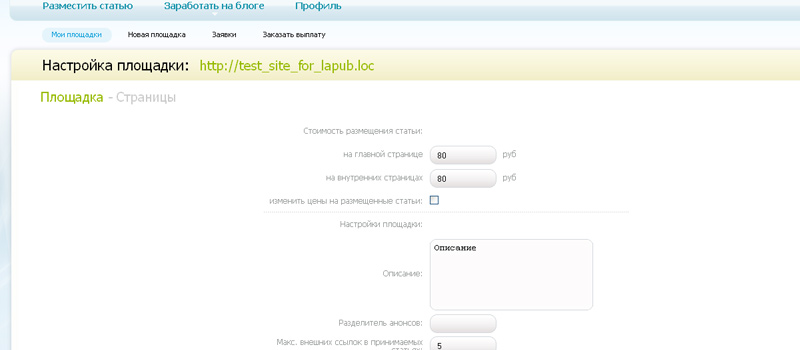 Разместить статью Заработать на блоге Профиль
Мои площадки Новая площадка Заявки Заказать выплату
Настройка площадки: http://test_site_for_lapub.loc
Площадка - Страницы
Стоимость размещения статьи:
на главной странице 80 руб
на внутренних страницах 80 руб
изменить цены на размещенные статьи:
Настройки площадки:
Описание
Описание:
Разделитель анонсов:
Макс. внешних ссылок в принимаемых 5
статьях: